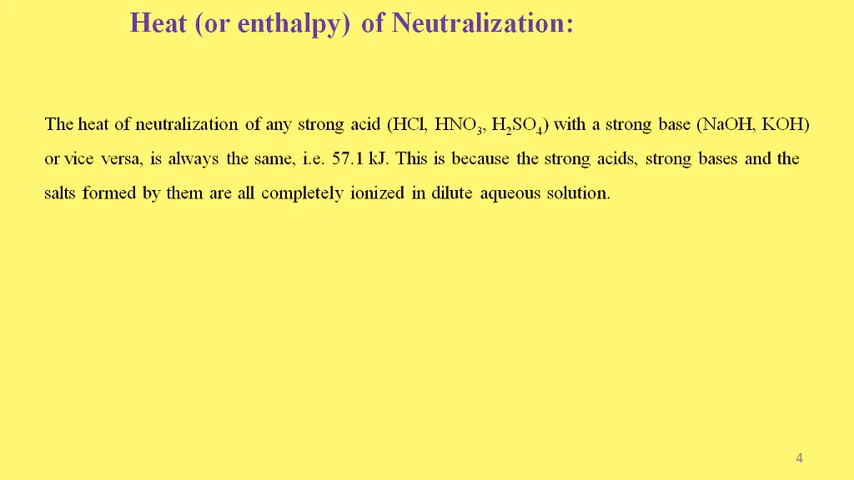 Heat (or enthalpy) of Neutralization:
The heat of neutralization of any strong acid (HCl, HNO₃, H₂SO₄) with a strong base (NaOH, KOH)
or vice versa, is always the same, i.e. 57.1 kJ. This is because the strong acids, strong bases and the
salts formed by them are all completely ionized in dilute aqueous solution.
4